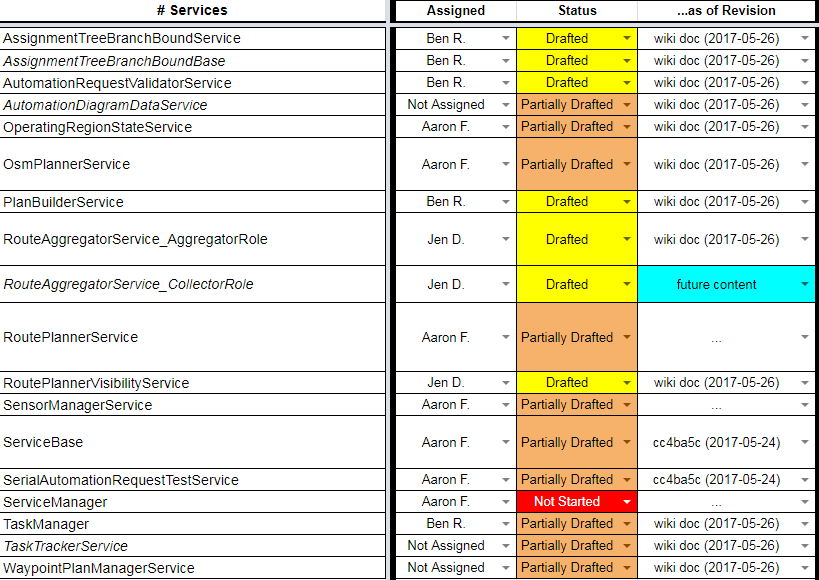 # Services Assigned Status ...as of Revision
AssignmentTreeBranchBoundService Ben R. Drafted wiki doc (2017-05-26)
AssignmentTreeBranchBoundBase Ben R. Drafted wiki doc (2017-05-26)
AutomationRequestValidatorService Ben R. Drafted wiki doc (2017-05-26)
AutomationDiagramDataService Not Assigned Partially Drafted wiki doc (2017-05-26)
OperatingRegionStateService Aaron F. Partially Drafted wiki doc (2017-05-26)
OsmPlannerService Aaron F. Partially Drafted wiki doc (2017-05-26)
PlanBuilderService Ben R. Drafted wiki doc (2017-05-26)
RouteAggregatorService_AggregatorRole Jen D. Drafted wiki doc (2017-05-26)
RouteAggregatorService_CollectorRole Jen D. Drafted future content
RoutePlannerService Aaron F. Partially Drafted ...
RoutePlannerVisibilityService Jen D. Drafted wiki doc (2017-05-26)
SensorManagerService Aaron F. Partially Drafted ...
ServiceBase Aaron F. Partially Drafted cc4ba5c (2017-05-24)
SerialAutomationRequestTestService Aaron F. Partially Drafted cc4ba5c (2017-05-24)
ServiceManager Aaron F. Not Started ...
TaskManager Ben R. Partially Drafted wiki doc (2017-05-26)
TaskTrackerService Not Assigned Partially Drafted wiki doc (2017-05-26)
WaypointPlanManagerService Not Assigned Partially Drafted wiki doc (2017-05-26)